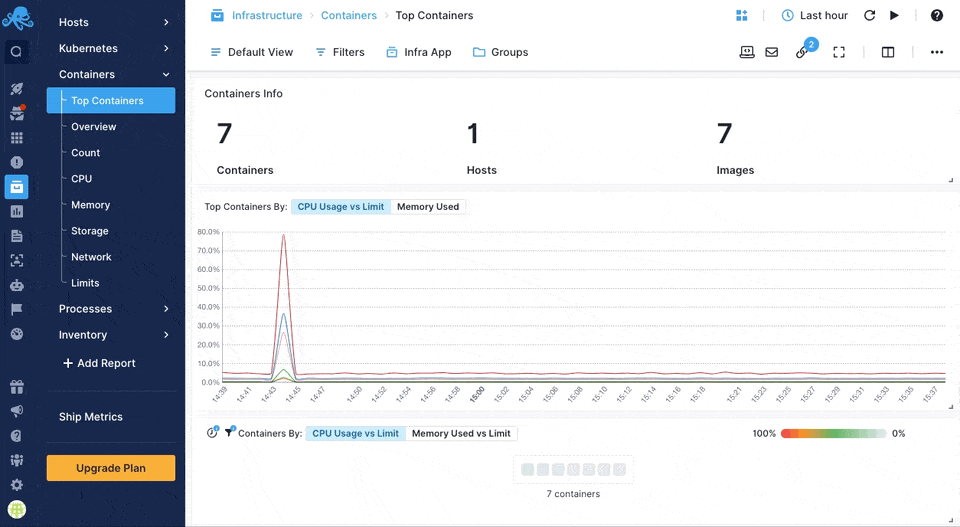 Hosts
Kubernetes
Containers
Top Containers
Overview
Count
CPU
Memory
Storage
Network
Limits
Processes
Inventory
+ Add Report
Ship Metrics
Upgrade Plan
Infrastructure > Containers > Top Containers
Last hour
Default View Filters Infra App Groups
2
Containers Info
7 1 7
Containers Hosts Images
Top Containers By: CPU Usage vs Limit Memory Used
80.0%
70.0%
60.0%
50.0%
40.0%
30.0%
20.0%
10.0%
0.0%
14:39 14:41 14:43 14:45 14:47 14:50 14:52 14:54 14:56 14:58 15:00 15:02 15:04 15:06 15:08 15:10 15:12 15:14 15:16 15:18 15:21 15:23 15:25 15:27 15:29 15:31 15:33 15:35 15:37
Containers By: CPU Usage vs Limit Memory Used vs Limit
100% 0%
7 containers